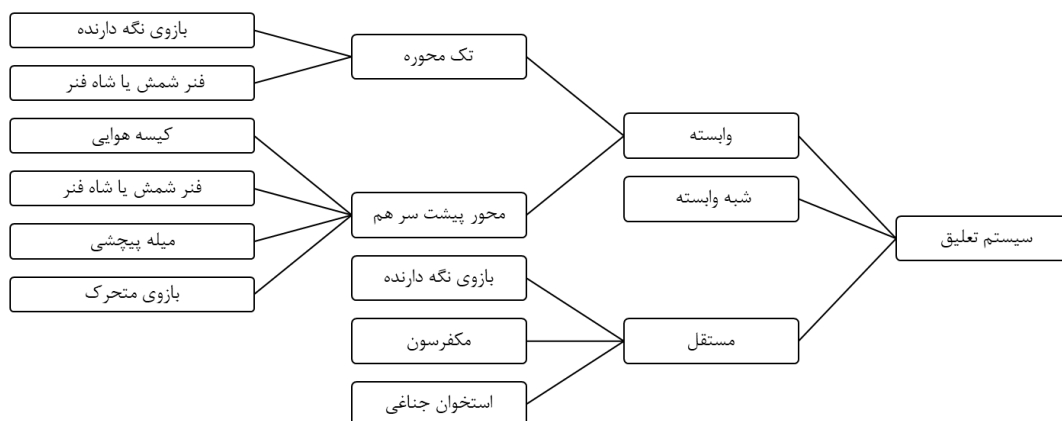 سیستم تعلیق
وابسته
شبه وابسته
مستقل
تک محوره
محور پیشت سر هم
بازوی نگه دارنده
مکفرسون
استخوان جناغی
بازوی نگه دارنده
فنر شمش یا شاه فنر
کیسه هوایی
فنر شمش یا شاه فنر
میله پیچشی
بازوی متحرک